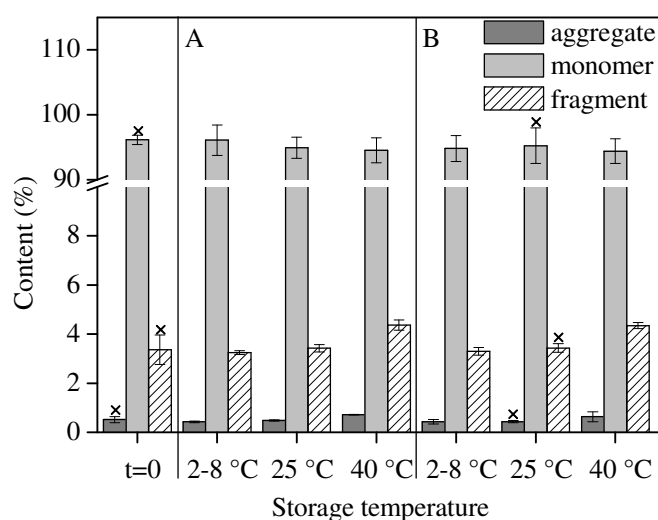 A
B
aggregate
monomer
fragment
110
100
90
8
6
4
2
0
Content (%)
t=0 2-8 °C 25 °C 40 °C 2-8 °C 25 °C 40 °C
Storage temperature